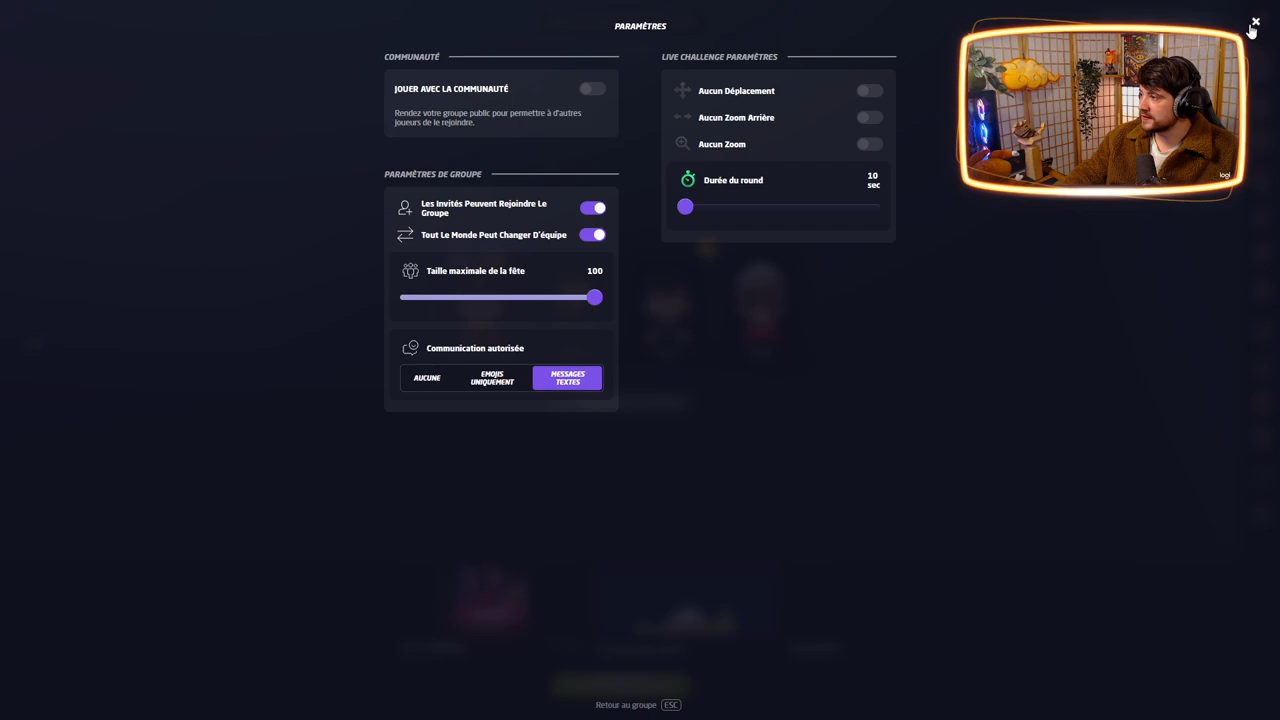 PARAMÈTRES
COMMUNAUTÉ
JOUER AVEC LA COMMUNAUTÉ
Rendez votre groupe public pour permettre à d'autres
joueurs de le rejoindre.
PARAMÈTRES DE GROUPE
Les Invités Peuvent Rejoindre Le
Groupe
Tout Le Monde Peut Changer D'équipe
Taille maximale de la fête 100
Communication autorisée
AUCUNE
EMOJIS
UNIQUEMENT
MESSAGES
TEXTES
LIVE CHALLENGE PARAMÈTRES
Aucun Déplacement
Aucun Zoom Arrière
Aucun Zoom
Durée du round 10
sec
logi
Retour au groupe ESC